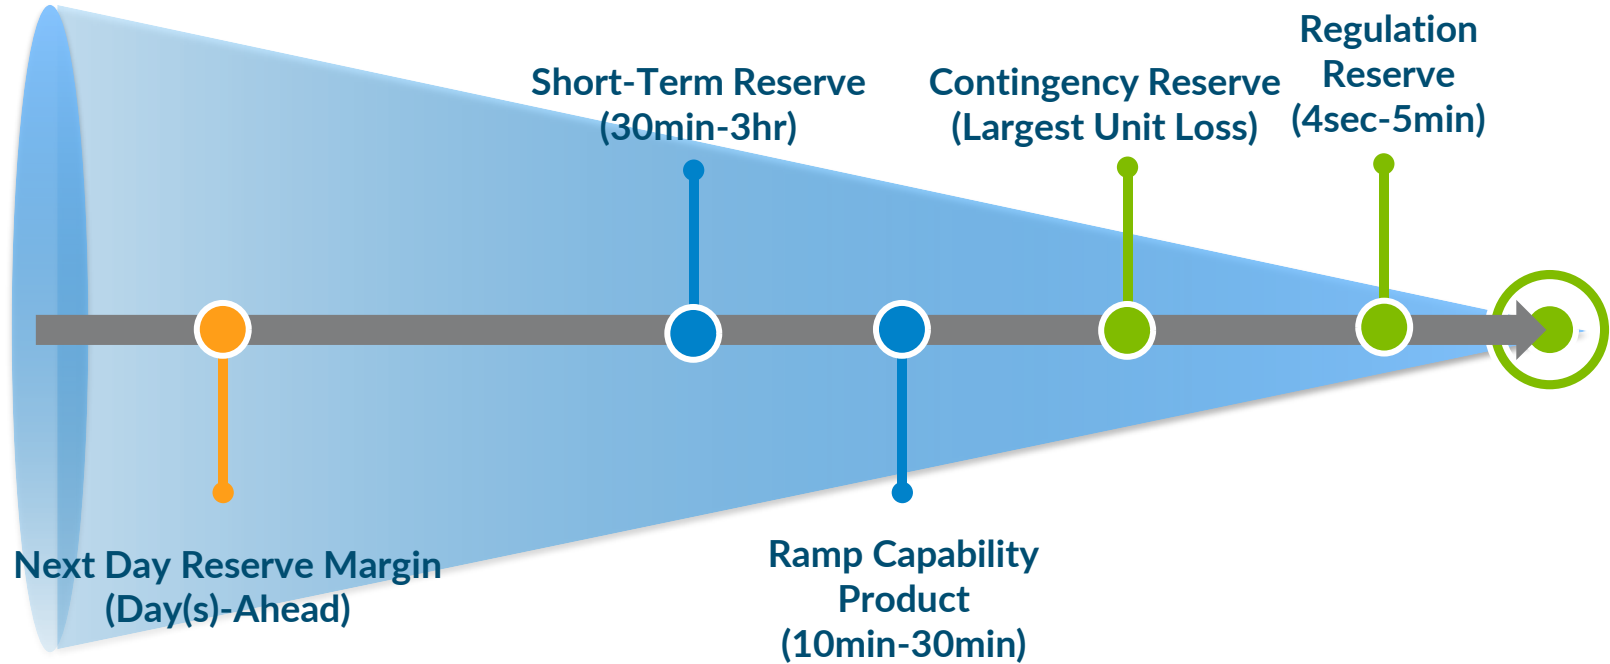 Short-Term Reserve
(30min-3hr)
Contingency Reserve
(Largest Unit Loss)
Regulation
Reserve
(4sec-5min)
Next Day Reserve Margin
(Day(s)-Ahead)
Ramp Capability
Product
(10min-30min)